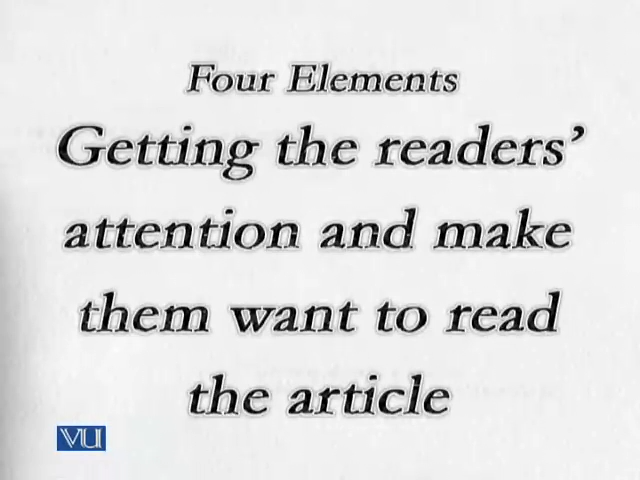 Four Elements
Getting the readers’
attention and make
them want to read
the article
VU